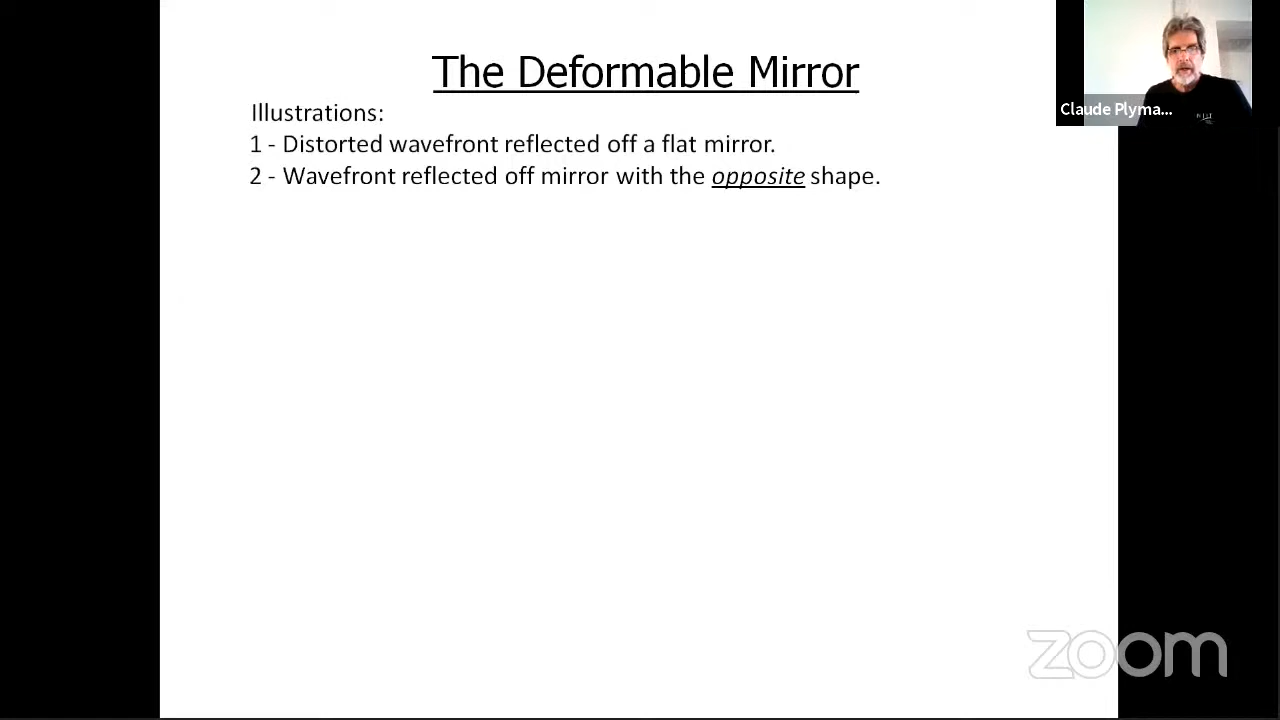 The Deformable Mirror
Illustrations:
1 - Distorted wavefront reflected off a flat mirror.
2 - Wavefront reflected off mirror with the opposite shape.
Claude Plyma...
zoom